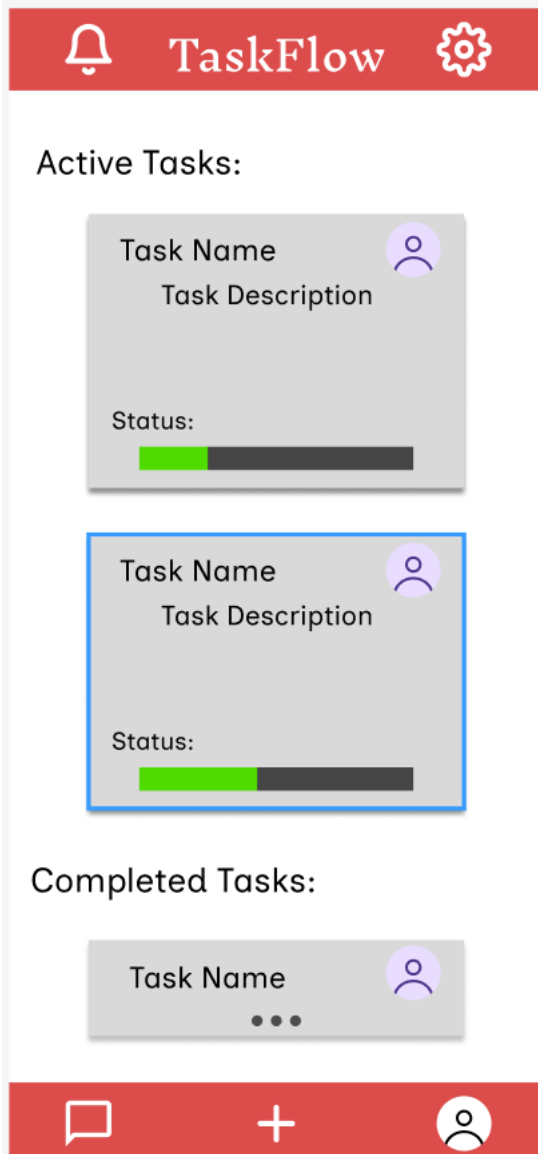 TaskFlow
Active Tasks:
Task Name
Task Description
Status:
Task Name
Task Description
Status:
Completed Tasks:
Task Name